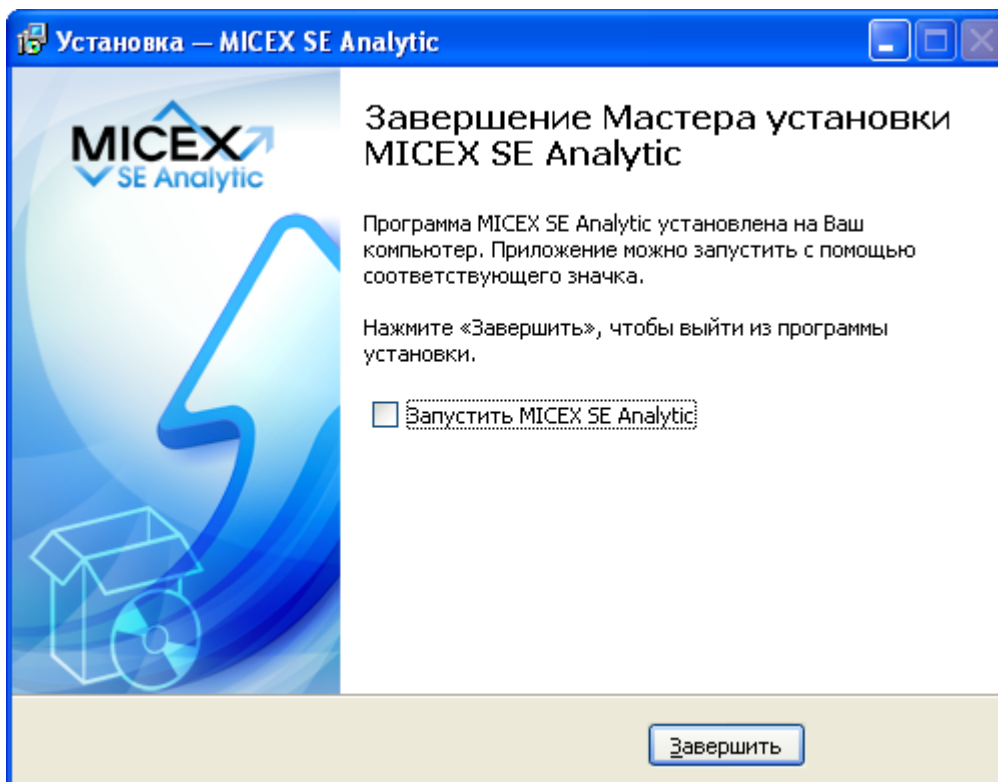 Установка — MICEX SE Analytic
MICEX
SE Analytic
Завершение Мастера установки
MICEX SE Analytic
Программа MICEX SE Analytic установлена на Ваш
компьютер. Приложение можно запустить с помощью
соответствующего значка.
Нажмите «Завершить», чтобы выйти из программы
установки.
Запустить MICEX SE Analytic
Завершить